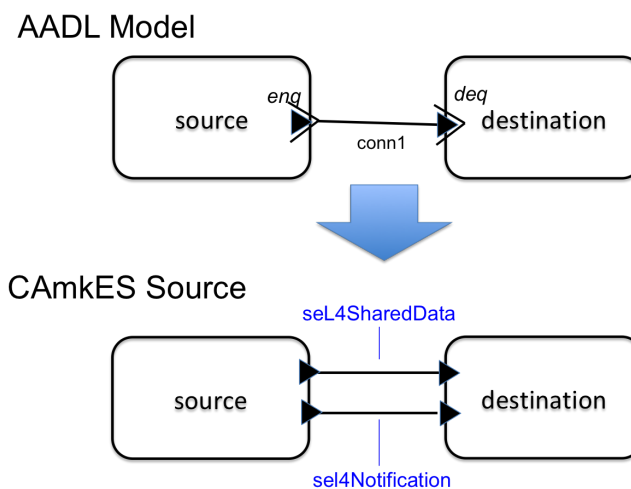 AADL Model
source
enq
conn1
deq
destination
CAmkES Source
seL4SharedData
source
destination
sel4Notification